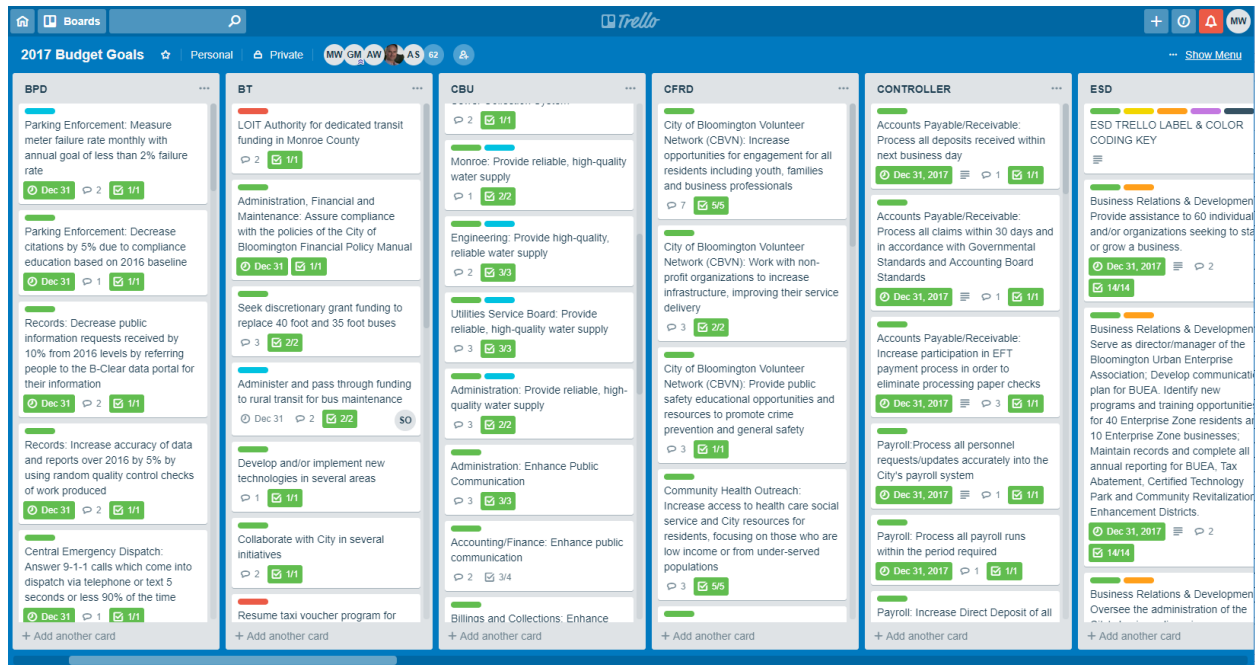 Boards
Trello
MW
2017 Budget Goals
Personal
Private
MW GM AW AS 62
... Show Menu
BPD
Parking Enforcement: Measure
meter failure rate monthly with
annual goal of less than 2% failure
rate
Dec 31 2 1/1
Parking Enforcement: Decrease
citations by 5% due to compliance
education based on 2016 baseline
Dec 31 1 1/1
Records: Decrease public
information requests received by
10% from 2016 levels by referring
people to the B-Clear data portal for
their information
Dec 31 2 1/1
Records: Increase accuracy of data
and reports over 2016 by 5% by
using random quality control checks
of work produced
Dec 31 2 1/1
Central Emergency Dispatch:
Answer 9-1-1 calls which come into
dispatch via telephone or text 5
seconds or less 90% of the time
Dec 31 1 1/1
+ Add another card
BT
LOIT Authority for dedicated transit
funding in Monroe County
2 1/1
Administration, Financial and
Maintenance: Assure compliance
with the policies of the City of
Bloomington Financial Policy Manual
Dec 31 1/1
Seek discretionary grant funding to
replace 40 foot and 35 foot buses
3 2/2
Administer and pass through funding
to rural transit for bus maintenance
Dec 31 2 2/2 SO
Develop and/or implement new
technologies in several areas
1 1/1
Collaborate with City in several
initiatives
2 1/1
Resume taxi voucher program for
+ Add another card
CBU
2 1/1
Monroe: Provide reliable, high-quality
water supply
1 2/2
Engineering: Provide high-quality,
reliable water supply
2 3/3
Utilities Service Board: Provide
reliable, high-quality water supply
3 3/3
Administration: Provide reliable, high-
quality water supply
3 2/2
Administration: Enhance Public
Communication
3 3/3
Accounting/Finance: Enhance public
communication
2 3/4
Billings and Collections: Enhance
+ Add another card
CFRD
City of Bloomington Volunteer
Network (CBVN): Increase
opportunities for engagement for all
residents including youth, families
and business professionals
7 5/5
City of Bloomington Volunteer
Network (CBVN): Work with non-
profit organizations to increase
infrastructure, improving their service
delivery
3 2/2
City of Bloomington Volunteer
Network (CBVN): Provide public
safety educational opportunities and
resources to promote crime
prevention and general safety
3 1/1
Community Health Outreach:
Increase access to health care social
service and City resources for
residents, focusing on those who are
low income or from under-served
populations
3 5/5
+ Add another card
CONTROLLER
Accounts Payable/Receivable:
Process all deposits received within
next business day
Dec 31, 2017 1 1/1
Accounts Payable/Receivable:
Process all claims within 30 days and
in accordance with Governmental
Standards and Accounting Board
Standards
Dec 31, 2017 1 1/1
Accounts Payable/Receivable:
Increase participation in EFT
payment process in order to
eliminate processing paper checks
Dec 31, 2017 3 1/1
Payroll:Process all personnel
requests/updates accurately into the
City's payroll system
Dec 31, 2017 1 1/1
Payroll: Process all payroll runs
within the period required
Dec 31, 2017 1 1/1
Payroll: Increase Direct Deposit of all
+ Add another card
ESD
ESD TRELLO LABEL & COLOR
CODING KEY
Business Relations & Developmen
Provide assistance to 60 individual
and/or organizations seeking to sta
or grow a business.
Dec 31, 2017 2
14/14
Business Relations & Developmen
Serve as director/manager of the
Bloomington Urban Enterprise
Association; Develop communicati
plan for BUEA. Identify new
programs and training opportunitie
for 40 Enterprise Zone residents an
10 Enterprise Zone businesses;
Maintain records and complete all
annual reporting for BUEA, Tax
Abatement, Certified Technology
Park and Community Revitalization
Enhancement Districts.
Dec 31, 2017 2
14/14
Business Relations & Developmen
Oversee the administration of the
+ Add another card